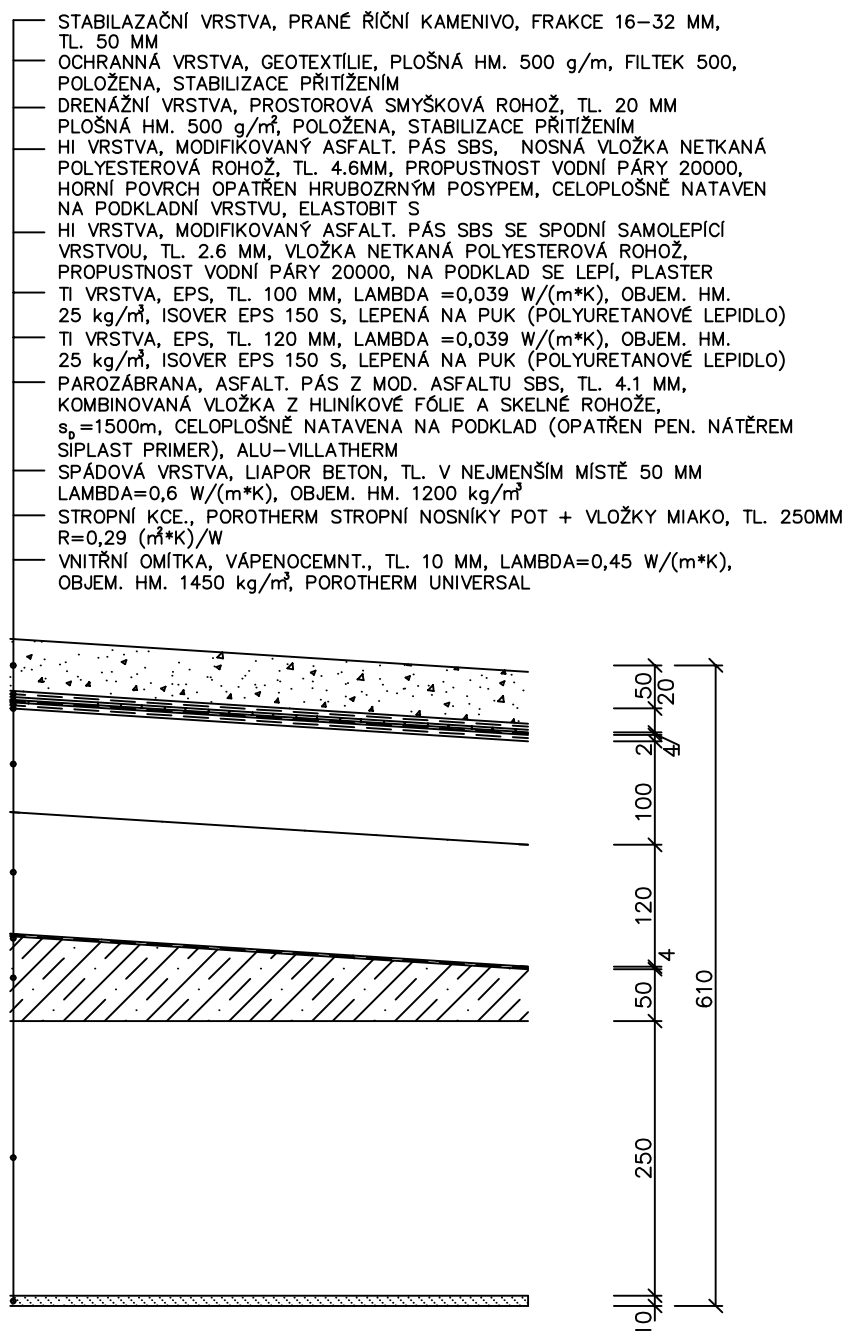 STABILAZAČNÍ VRSTVA, PRANÉ ŘÍČNÍ KAMENIVO, FRAKCE 16-32 MM,
TL. 50 MM
OCHRANNÁ VRSTVA, GEOTEXTÍLIE, PLOŠNÁ HM. 500 g/m, FILTEK 500,
POLOŽENA, STABILIZACE PŘITÍŽENÍM
DRENÁŽNÍ VRSTVA, PROSTOROVÁ SMYŠKOVÁ ROHOŽ, TL. 20 MM
PLOŠNÁ HM. 500 g/m², POLOŽENA, STABILIZACE PŘITÍŽENÍM
HI VRSTVA, MODIFIKOVANÝ ASFALT. PÁS SBS, NOSNÁ VLOŽKA NETKANÁ
POLYESTEROVÁ ROHOŽ, TL. 4.6MM, PROPUSTNOST VODNÍ PÁRY 20000,
HORNÍ POVRCH OPATŘEN HRUBOZRNÝM POSYPEM, CELOPLOŠNĚ NATAVEN
NA PODKLADNÍ VRSTVU, ELASTOBIT S
HI VRSTVA, MODIFIKOVANÝ ASFALT. PÁS SBS SE SPODNÍ SAMOLEPÍCÍ
VRSTVOU, TL. 2.6 MM, VLOŽKA NETKANÁ POLYESTEROVÁ ROHOŽ,
PROPUSTNOST VODNÍ PÁRY 20000, NA PODKLAD SE LEPÍ, PLASTER
TI VRSTVA, EPS, TL. 100 MM, LAMBDA =0,039 W/(m*K), OBJEM. HM.
25 kg/m³, ISOVER EPS 150 S, LEPENÁ NA PUK (POLYURETANOVÉ LEPIDLO)
TI VRSTVA, EPS, TL. 120 MM, LAMBDA =0,039 W/(m*K), OBJEM. HM.
25 kg/m³, ISOVER EPS 150 S, LEPENÁ NA PUK (POLYURETANOVÉ LEPIDLO)
PAROZÁBRANA, ASFALT. PÁS Z MOD. ASFALTU SBS, TL. 4.1 MM,
KOMBINOVANÁ VLOŽKA Z HLINÍKOVÉ FÓLIE A SKELNÉ ROHOŽE,
s_D=1500m, CELOPLOŠNĚ NATAVENA NA PODKLAD (OPATŘEN PEN. NÁTĚREM
SIPLAST PRIMER), ALU-VILLATHERM
SPÁDOVÁ VRSTVA, LIAPOR BETON, TL. V NEJMENŠÍM MÍSTĚ 50 MM
LAMBDA=0,6 W/(m*K), OBJEM. HM. 1200 kg/m³
STROPNÍ KCE., POROTHERM STROPNÍ NOSNÍKY POT + VLOŽKY MIAKO, TL. 250MM
R=0,29 (m²*K)/W
VNITŘNÍ OMÍTKA, VÁPENOCEMNT., TL. 10 MM, LAMBDA=0,45 W/(m*K),
OBJEM. HM. 1450 kg/m³, POROTHERM UNIVERSAL
50
20
2
4
100
120
4
50
610
250
10